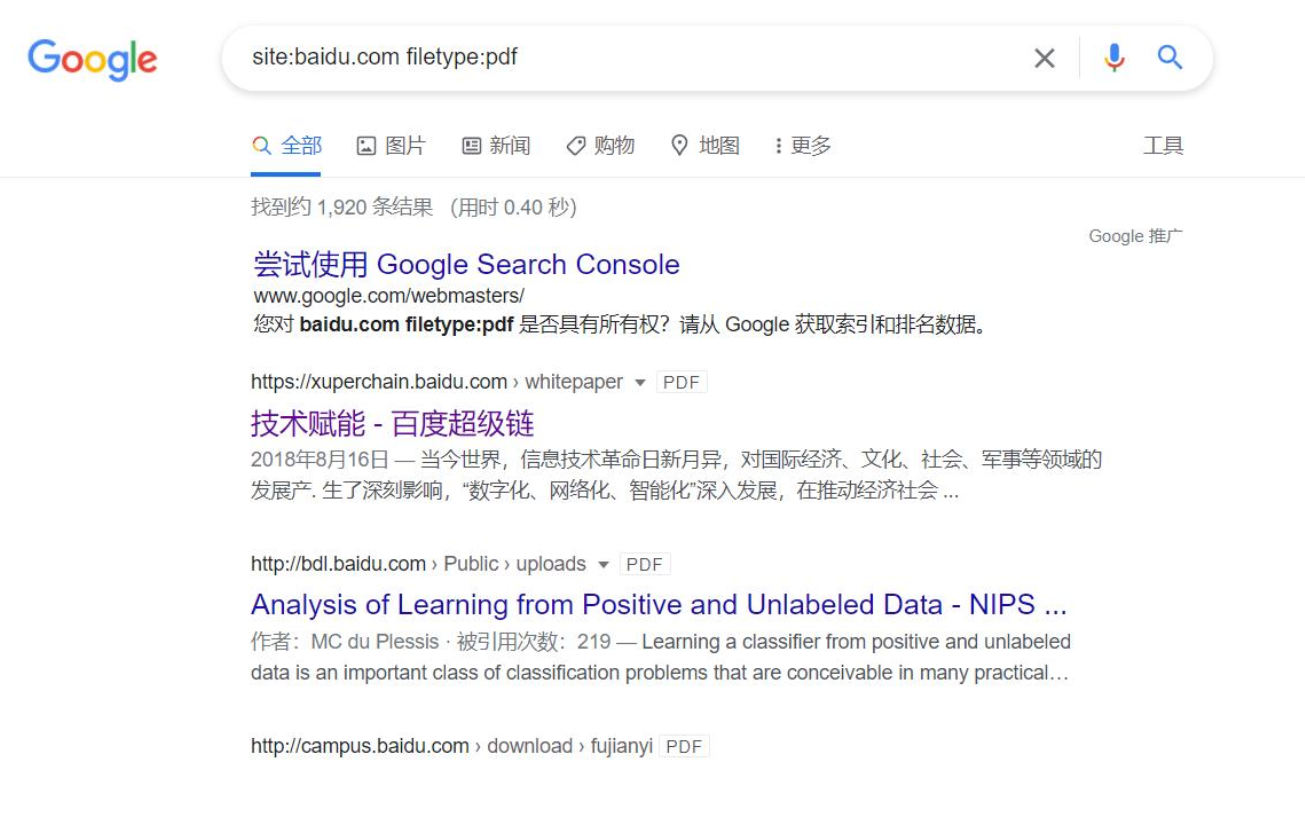 Google
site:baidu.com filetype:pdf
全部 图片 新闻 购物 地图 更多 工具
找到约 1,920 条结果 （用时 0.40 秒）
Google 推广
尝试使用 Google Search Console
www.google.com/webmasters/
您对 baidu.com filetype:pdf 是否具有所有权？请从 Google 获取索引和排名数据。
https://xuperchain.baidu.com › whitepaper PDF
技术赋能 - 百度超级链
2018年8月16日 — 当今世界，信息技术革命日新月异，对国际经济、文化、社会、军事等领域的
发展产. 生了深刻影响，“数字化、网络化、智能化”深入发展，在推动经济社会 ...
http://bdl.baidu.com › Public › uploads PDF
Analysis of Learning from Positive and Unlabeled Data - NIPS ...
作者：MC du Plessis · 被引用次数：219 — Learning a classifier from positive and unlabeled
data is an important class of classification problems that are conceivable in many practical…
http://campus.baidu.com › download › fujianyi PDF